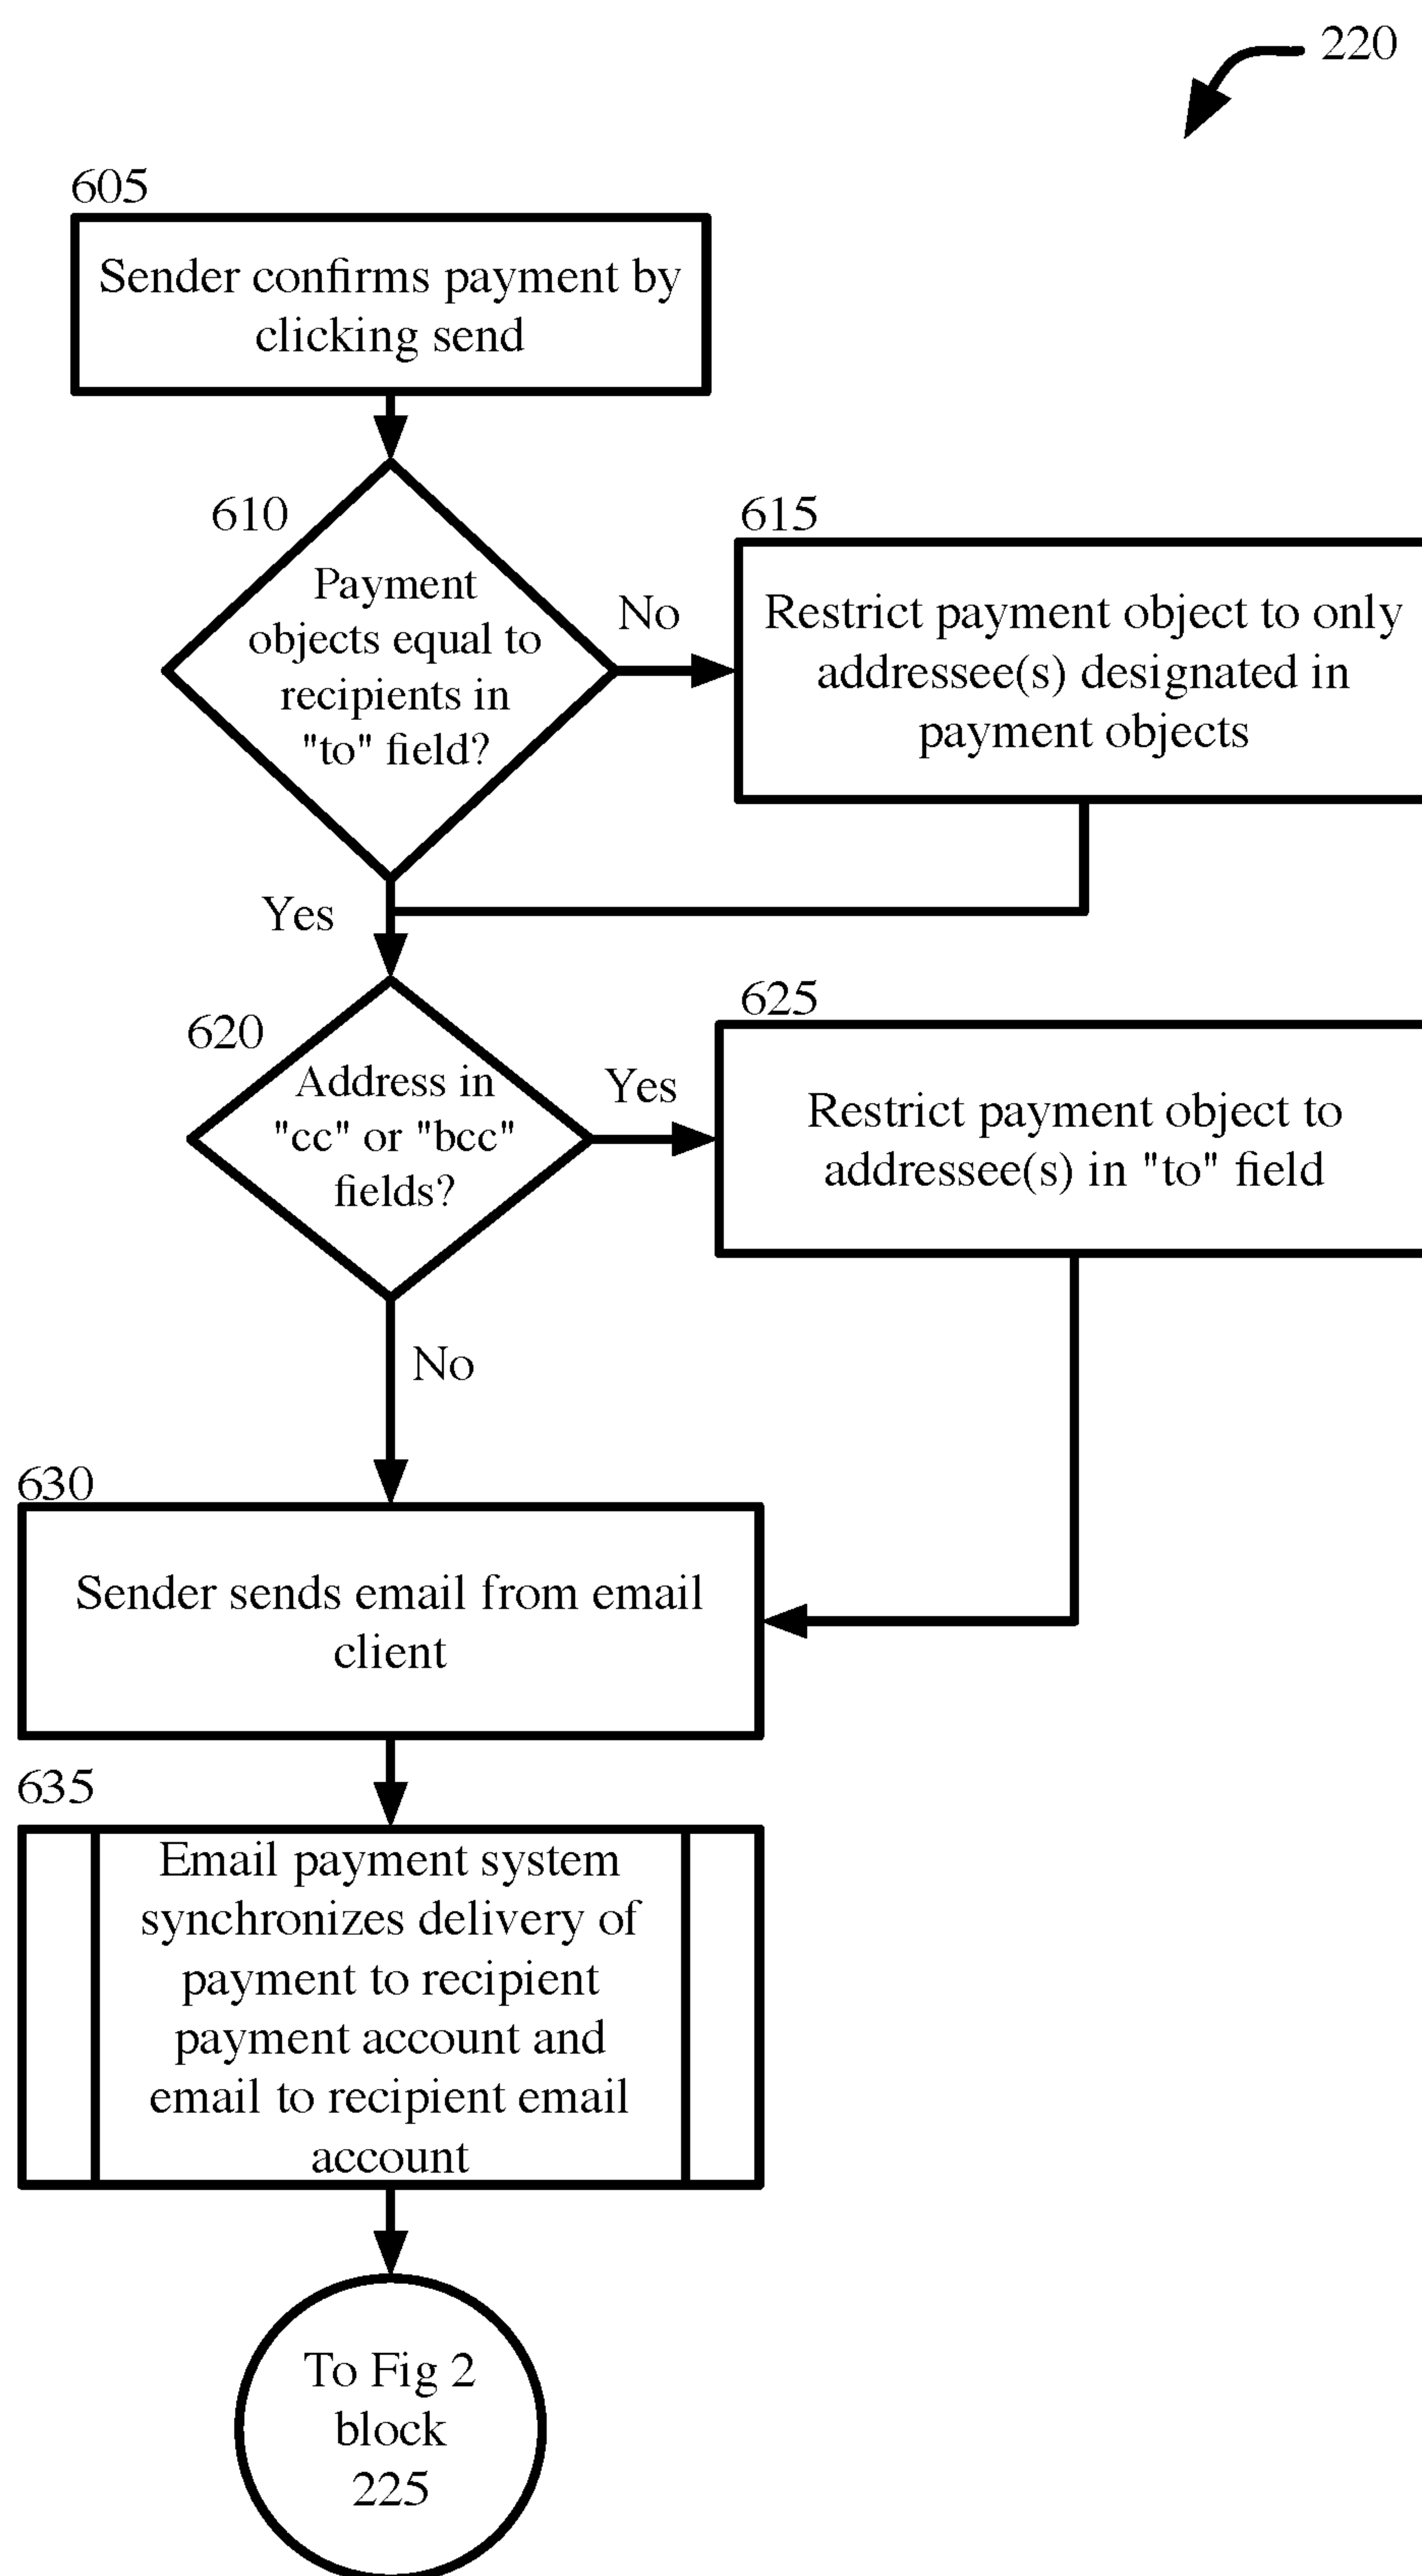 220
605
Sender confirms payment by
clicking send
610
Payment
objects equal to
recipients in
"to" field?
No
615
Restrict payment object to only
addressee(s) designated in
payment objects
Yes
620
Address in
"cc" or "bcc"
fields?
Yes
625
Restrict payment object to
addressee(s) in "to" field
No
630
Sender sends email from email
client
635
Email payment system
synchronizes delivery of
payment to recipient
payment account and
email to recipient email
account
To Fig 2
block
225